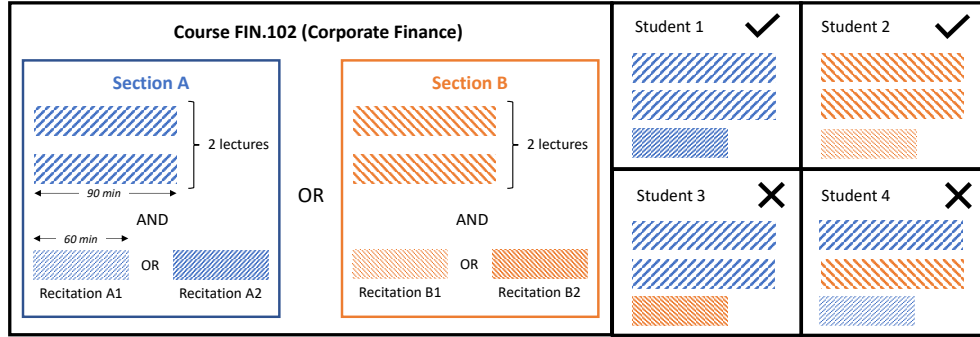 Course FIN.102 (Corporate Finance)
Section A
2 lectures
90 min
AND
60 min
OR
Recitation A1
Recitation A2
OR
Section B
2 lectures
AND
OR
Recitation B1
Recitation B2
Student 1
Student 2
Student 3
Student 4